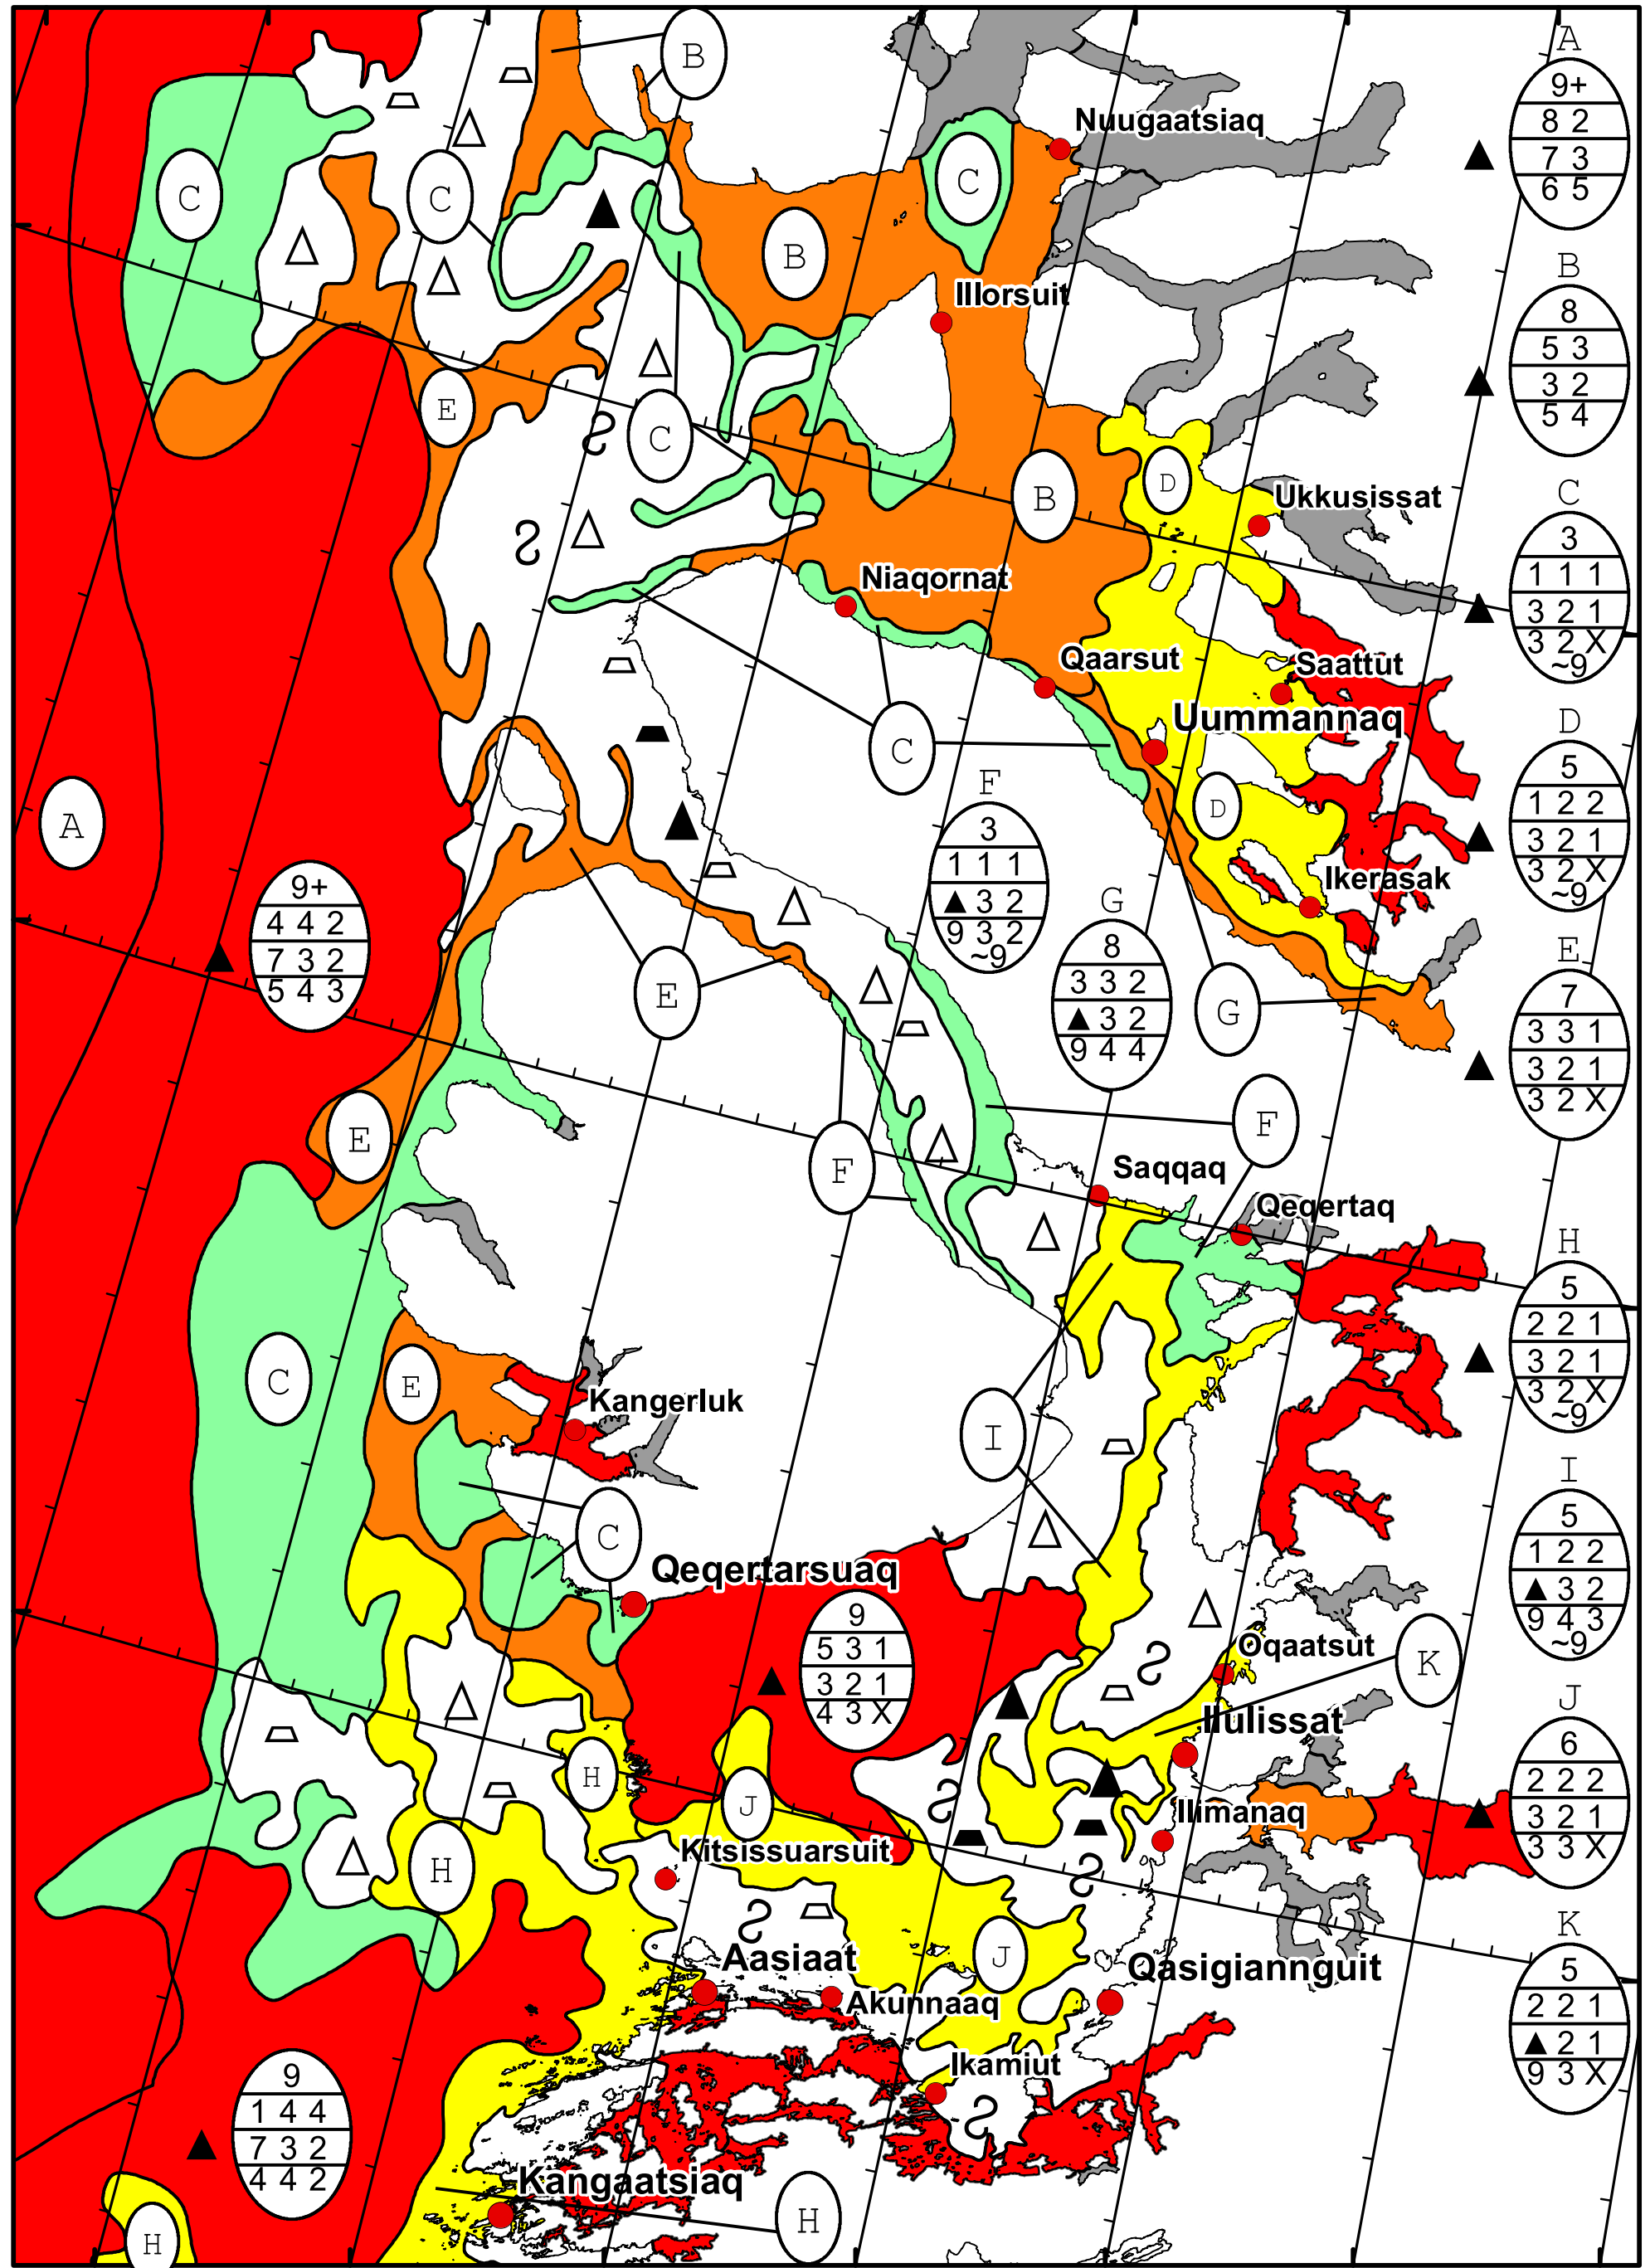 B
A
9+
8 2
7 3
6 5
Nuugaatsiaq
C
C
C
B
Illorsuit
B
8
5 3
3 2
5 4
E
C
B
D
Ukkusissat
C
3
1 1 1
3 2 1
3 2 X
~9
Niaqornat
Qaarsut
Saattut
Uummannaq
C
D
5
1 2 2
3 2 1
3 2 X
~9
A
D
F
3
1 1 1
▲ 3 2
9 3 2
~9
Ikerasak
9+
4 4 2
7 3 2
5 4 3
G
8
3 3 2
▲ 3 2
9 4 4
E
G
E
7
3 3 1
3 2 1
3 2 X
E
F
F
Saqqaq
Qeqertaq
H
5
2 2 1
3 2 1
3 2 X
~9
C
E
Kangerluk
I
I
5
1 2 2
▲ 3 2
9 4 3
~9
C
Qeqertarsuaq
9
5 3 1
3 2 1
4 3 X
Oqaatsut
K
Ilulissat
H
J
Ilimanaq
J
6
2 2 2
3 2 1
3 3 X
Kitsissuarsuit
H
Aasiaat
J
Qasigiannguit
Akunnaaq
K
5
2 2 1
▲ 2 1
9 3 X
Ikamiut
9
1 4 4
7 3 2
4 4 2
Kangaatsiaq
H
H